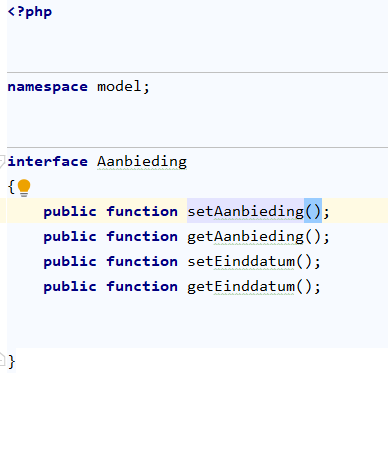 <?php
namespace model;
interface Aanbieding
{
    public function setAanbieding();
    public function getAanbieding();
    public function setEinddatum();
    public function getEinddatum();
}